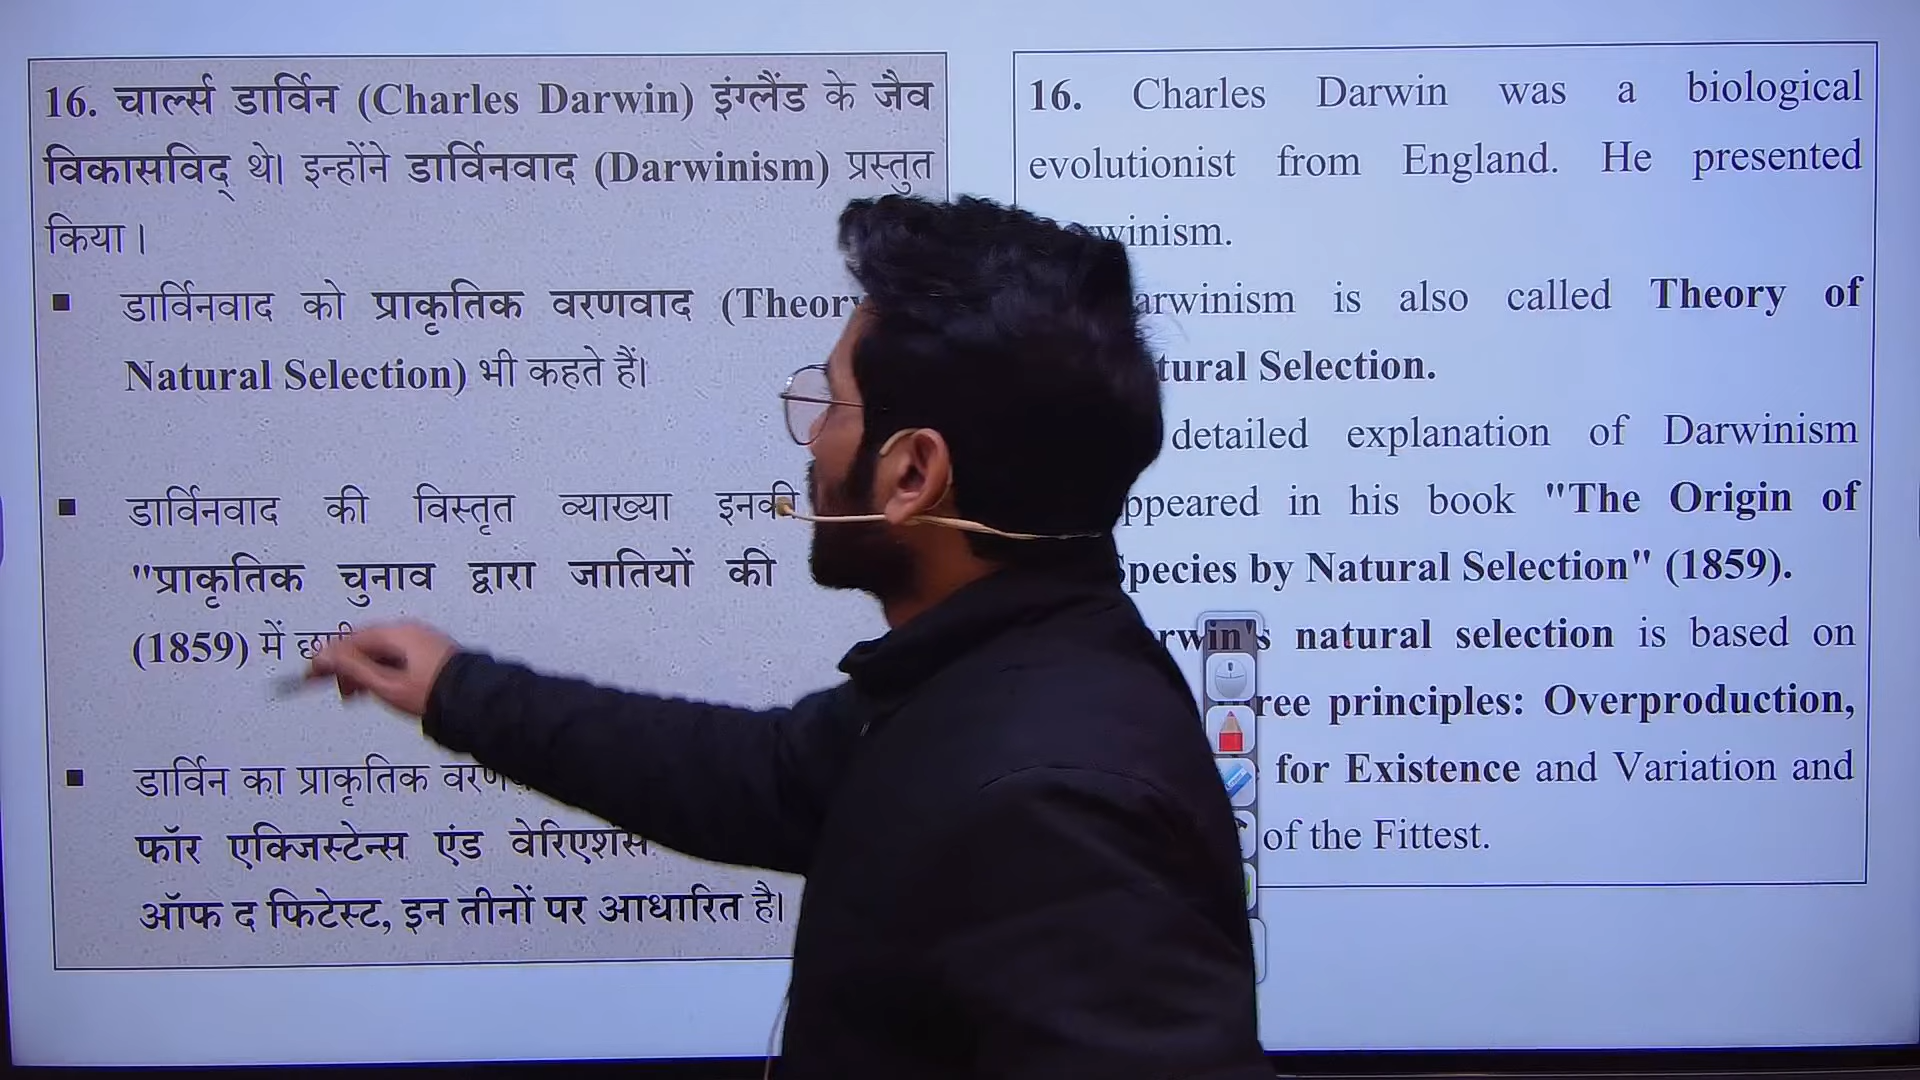 16. चार्ल्स डार्विन (Charles Darwin) इंग्लैंड के जैव
विकासविद् थे। इन्होंने डार्विनवाद (Darwinism) प्रस्तुत
किया।
▪ डार्विनवाद को प्राकृतिक वरणवाद (Theory
Natural Selection) भी कहते हैं।
▪ डार्विनवाद की विस्तृत व्याख्या इनकी
"प्राकृतिक चुनाव द्वारा जातियों की
(1859) में
▪ डार्विन का प्राकृतिक
फॉर एक्जिस्टेन्स एंड
ऑफ द फिटेस्ट, इन तीनों पर आधारित है।
16. Charles Darwin was a biological
evolutionist from England. He presented
winism.
arwinism is also called Theory of
tural Selection.
detailed explanation of Darwinism
ppeared in his book "The Origin of
Species by Natural Selection" (1859).
rwin's natural selection is based on
ree principles: Overproduction,
for Existence and Variation and
of the Fittest.